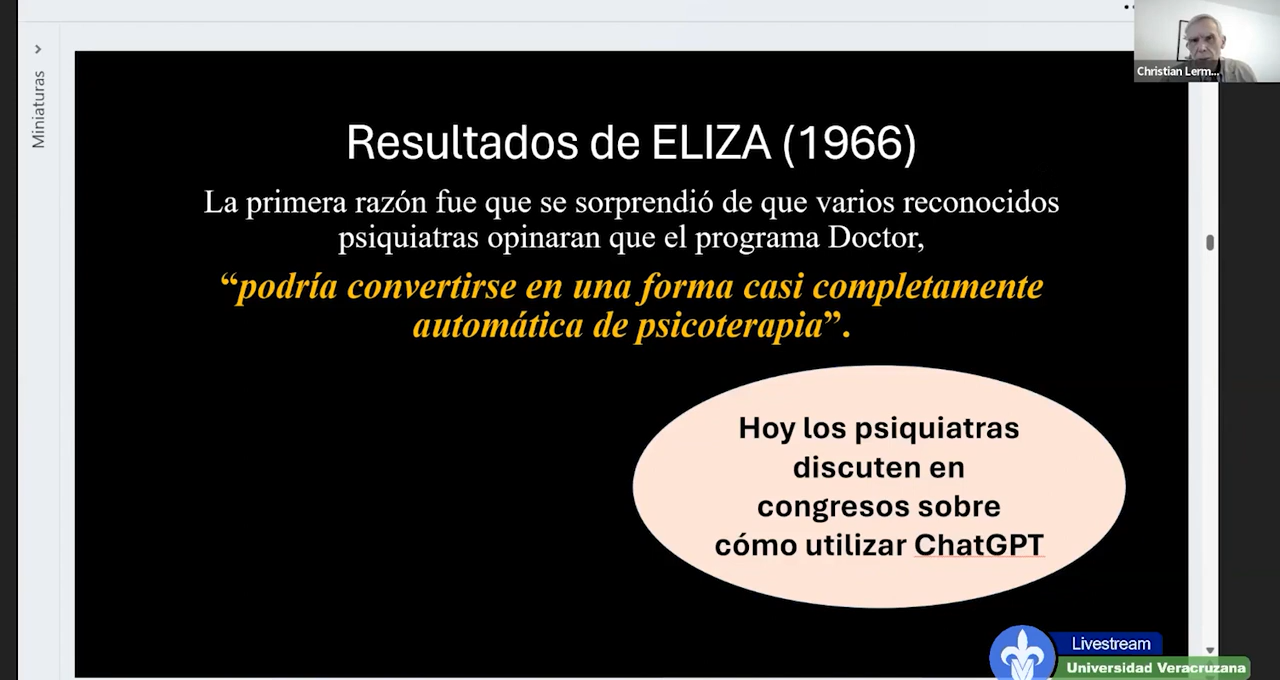 Miniaturas
Christian Lerm...
Resultados de ELIZA (1966)
La primera razón fue que se sorprendió de que varios reconocidos
psiquiatras opinaran que el programa Doctor,
“podría convertirse en una forma casi completamente
automática de psicoterapia”.
Hoy los psiquiatras
discuten en
congresos sobre
cómo utilizar ChatGPT
Livestream
Universidad Veracruzana